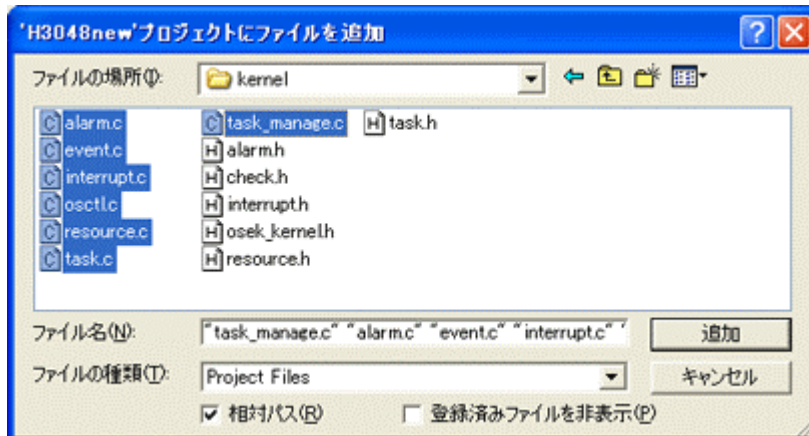 'H3048new'プロジェクトにファイルを追加
ファイルの場所(I): kernel
alarm.c task_manage.c task.h
event.c alarm.h
interrupt.c check.h
osctl.c interrupt.h
resource.c osek_kernel.h
task.c resource.h
ファイル名(N): "task_manage.c" "alarm.c" "event.c" "interrupt.c" " 追加
ファイルの種類(T): Project Files キャンセル
相対パス(R) 登録済みファイルを非表示(P)